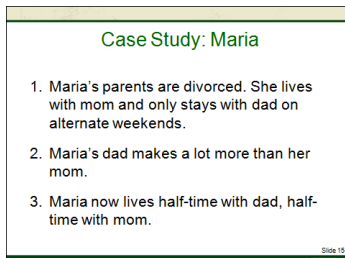 Case Study: Maria
1. Maria's parents are divorced. She lives
with mom and only stays with dad on
alternate weekends.
2. Maria's dad makes a lot more than her
mom.
3. Maria now lives half-time with dad, half-
time with mom.
Slide 15